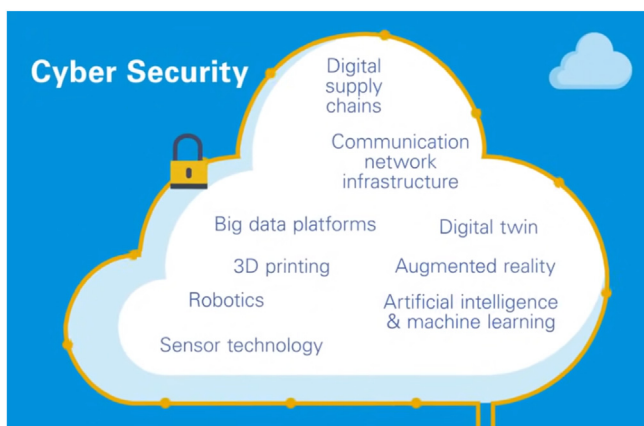 Cyber Security
Digital
supply
chains
Communication
network
infrastructure
Big data platforms
Digital twin
3D printing
Augmented reality
Robotics
Artificial intelligence
& machine learning
Sensor technology